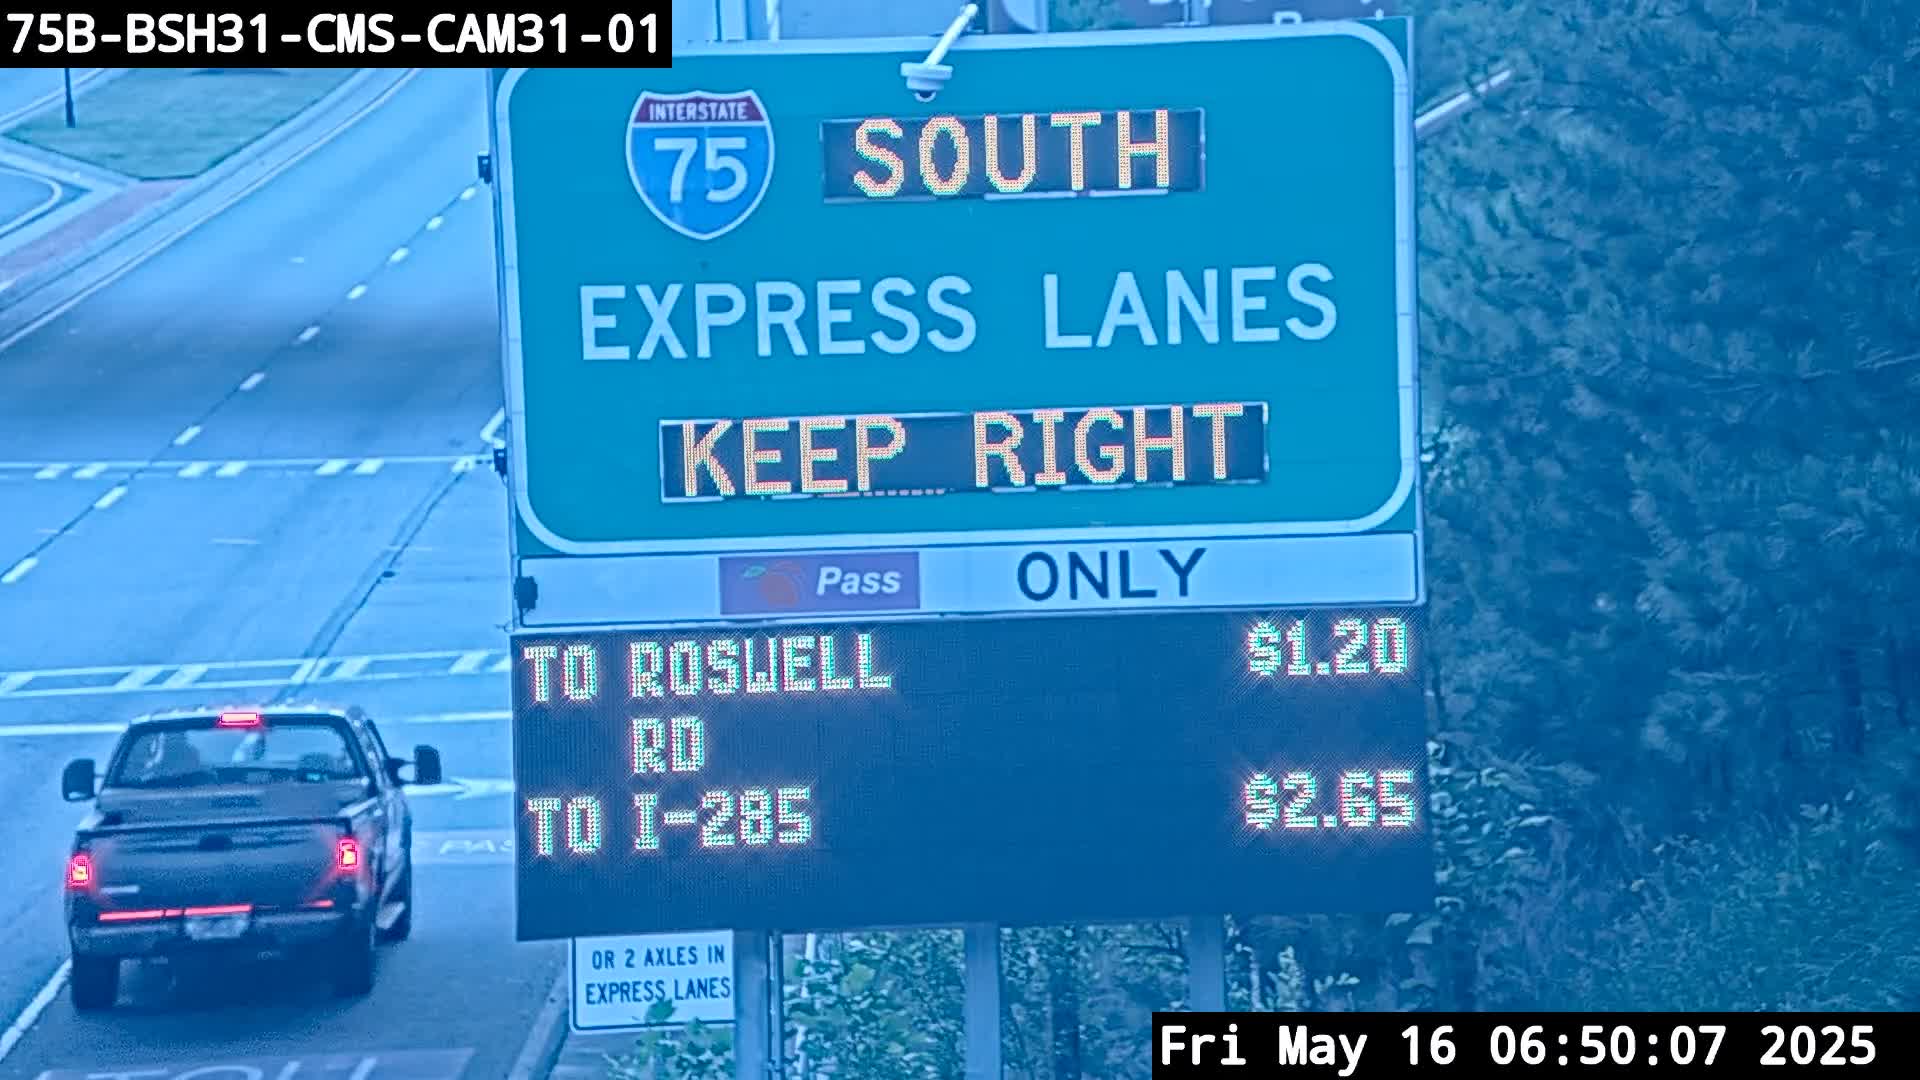 75B-BSH31-CMS-CAM31-01
INTERSTATE
75
SOUTH
EXPRESS LANES
KEEP RIGHT
Pass ONLY
TO ROSWELL $1.20
RD
TO I-285 $2.65
OR 2 AXLES IN
EXPRESS LANES
Fri May 16 06:50:07 2025